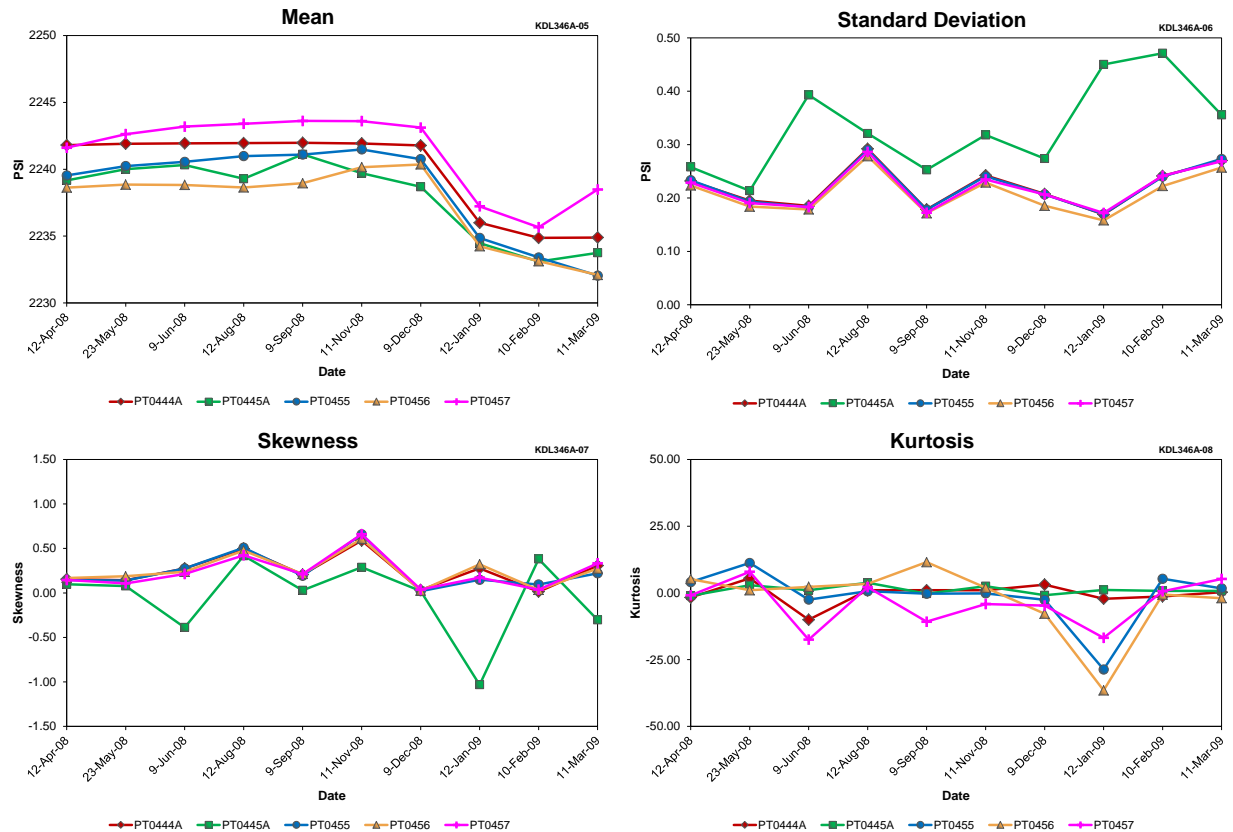 Mean
KDL346A-05
2250
2245
2240
2235
2230
PSI
12-Apr-08
23-May-08
9-Jun-08
12-Aug-08
9-Sep-08
11-Nov-08
9-Dec-08
12-Jan-09
10-Feb-09
11-Mar-09
Date
PT0444A PT0445A PT0455 PT0456 PT0457
Standard Deviation
KDL346A-06
0.50
0.40
0.30
0.20
0.10
0.00
PSI
12-Apr-08
23-May-08
9-Jun-08
12-Aug-08
9-Sep-08
11-Nov-08
9-Dec-08
12-Jan-09
10-Feb-09
11-Mar-09
Date
PT0444A PT0445A PT0455 PT0456 PT0457
Skewness
KDL346A-07
1.50
1.00
0.50
0.00
-0.50
-1.00
-1.50
Skewness
12-Apr-08
23-May-08
9-Jun-08
12-Aug-08
9-Sep-08
11-Nov-08
9-Dec-08
12-Jan-09
10-Feb-09
11-Mar-09
Date
PT0444A PT0445A PT0455 PT0456 PT0457
Kurtosis
KDL346A-08
50.00
25.00
0.00
-25.00
-50.00
Kurtosis
12-Apr-08
23-May-08
9-Jun-08
12-Aug-08
9-Sep-08
11-Nov-08
9-Dec-08
12-Jan-09
10-Feb-09
11-Mar-09
Date
PT0444A PT0445A PT0455 PT0456 PT0457